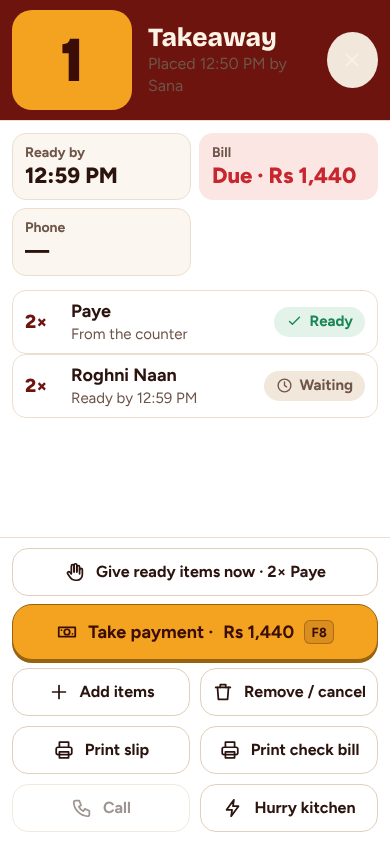 1
Takeaway
Placed 12:50 PM by
Sana
Ready by
12:59 PM
Bill
Due · Rs 1,440
Phone
—
2×
Paye
From the counter
Ready
2×
Roghni Naan
Ready by 12:59 PM
Waiting
Give ready items now · 2× Paye
Take payment · Rs 1,440 F8
Add items
Remove / cancel
Print slip
Print check bill
Call
Hurry kitchen